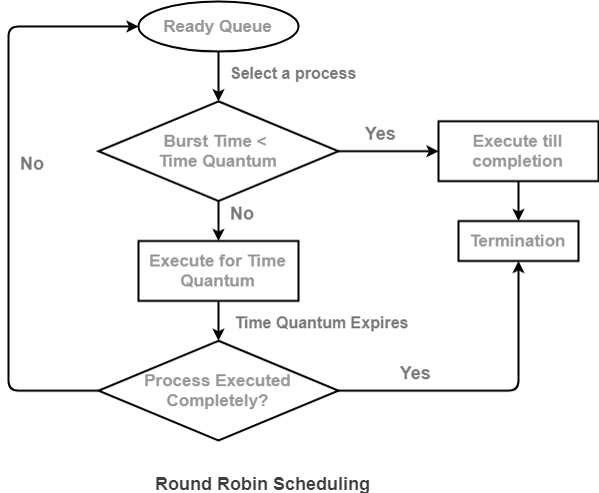 Ready Queue
Select a process
Burst Time <
Time Quantum
Yes
Execute till
completion
No
No
Termination
Execute for Time
Quantum
Time Quantum Expires
Process Executed
Completely?
Yes
Round Robin Scheduling